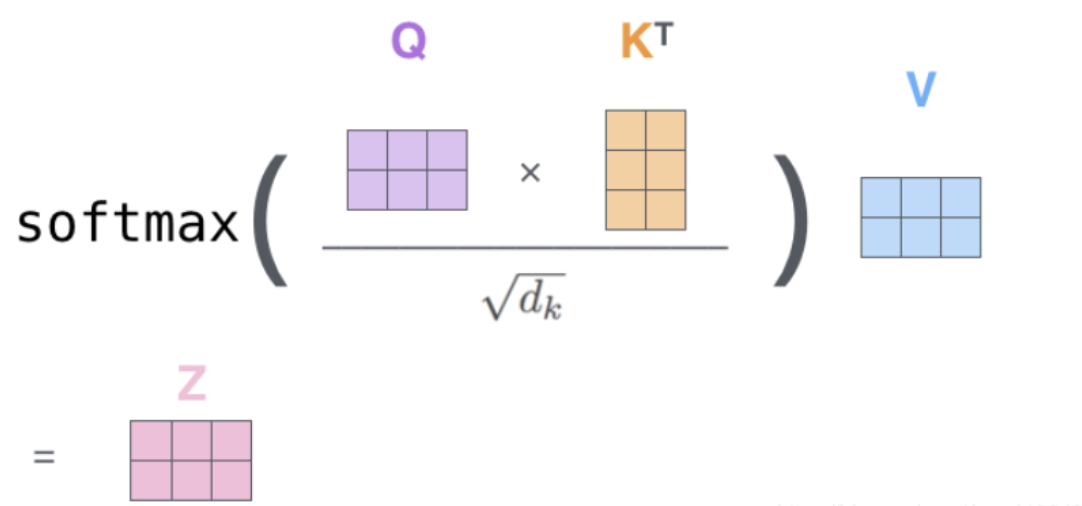 Q
K^T
V
softmax ( × ) 
√d_k
Z
=